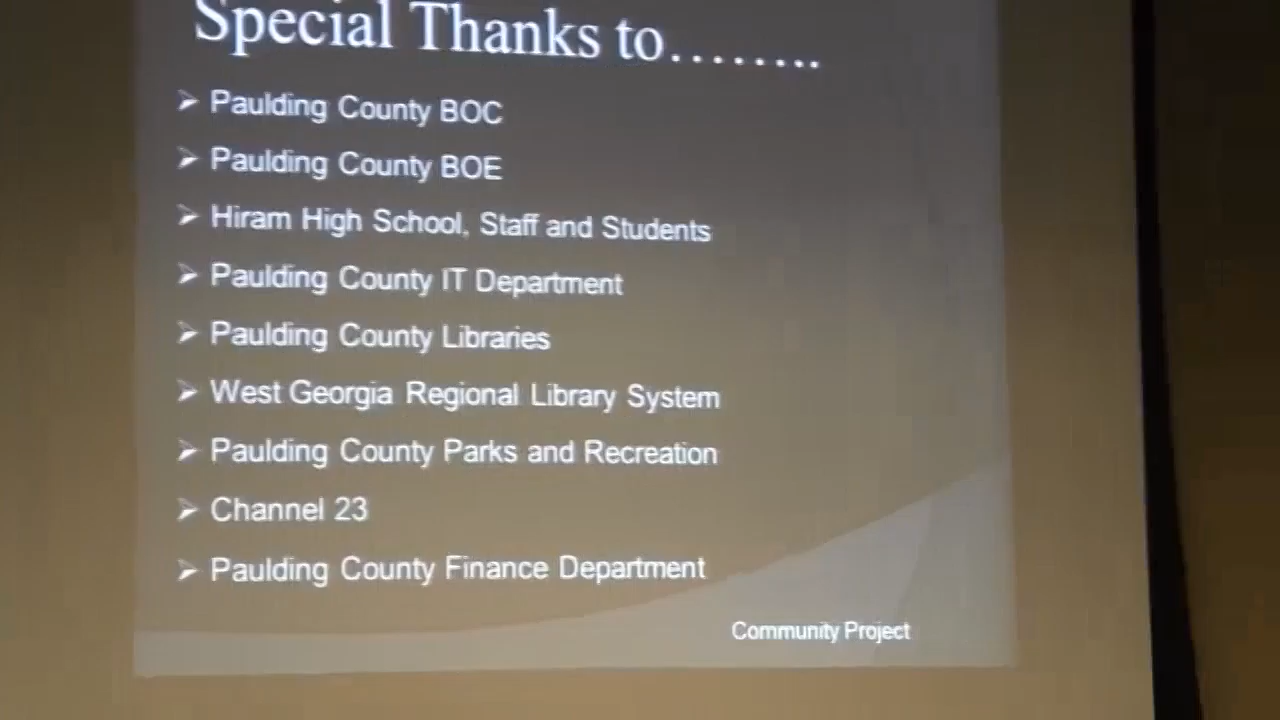 Special Thanks to........
➢ Paulding County BOC
➢ Paulding County BOE
➢ Hiram High School, Staff and Students
➢ Paulding County IT Department
➢ Paulding County Libraries
➢ West Georgia Regional Library System
➢ Paulding County Parks and Recreation
➢ Channel 23
➢ Paulding County Finance Department
Community Project